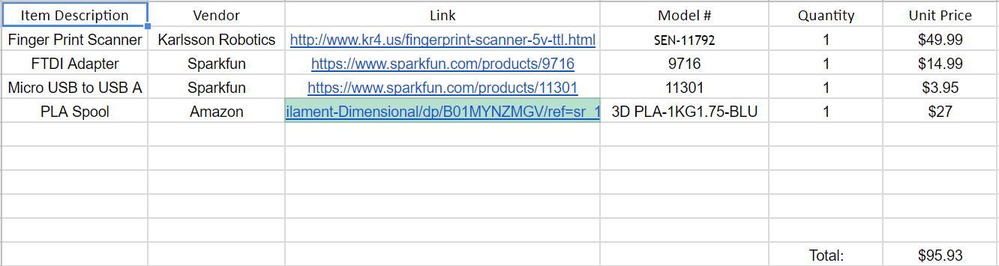 Item Description Vendor Link Model # Quantity Unit Price
Finger Print Scanner Karlsson Robotics http://www.kr4.us/fingerprint-scanner-5v-ttl.html SEN-11792 1 $49.99
FTDI Adapter Sparkfun https://www.sparkfun.com/products/9716 9716 1 $14.99
Micro USB to USB A Sparkfun https://www.sparkfun.com/products/11301 11301 1 $3.95
PLA Spool Amazon ilament-Dimensional/dp/B01MYNZMGV/ref=sr_1 3D PLA-1KG1.75-BLU 1 $27
Total: $95.93